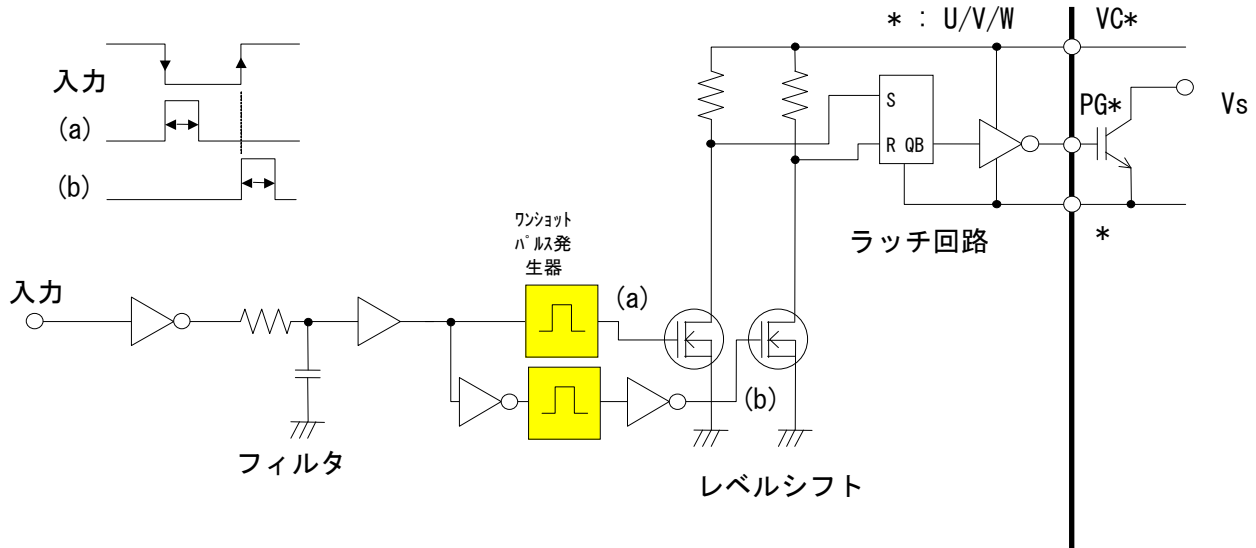 * : U/V/W
VC*
入力
(a)
(b)
S
R QB
PG*
Vs
ラッチ回路
*
ワンショット
パルス発
生器
(a)
入力
(b)
フィルタ
レベルシフト